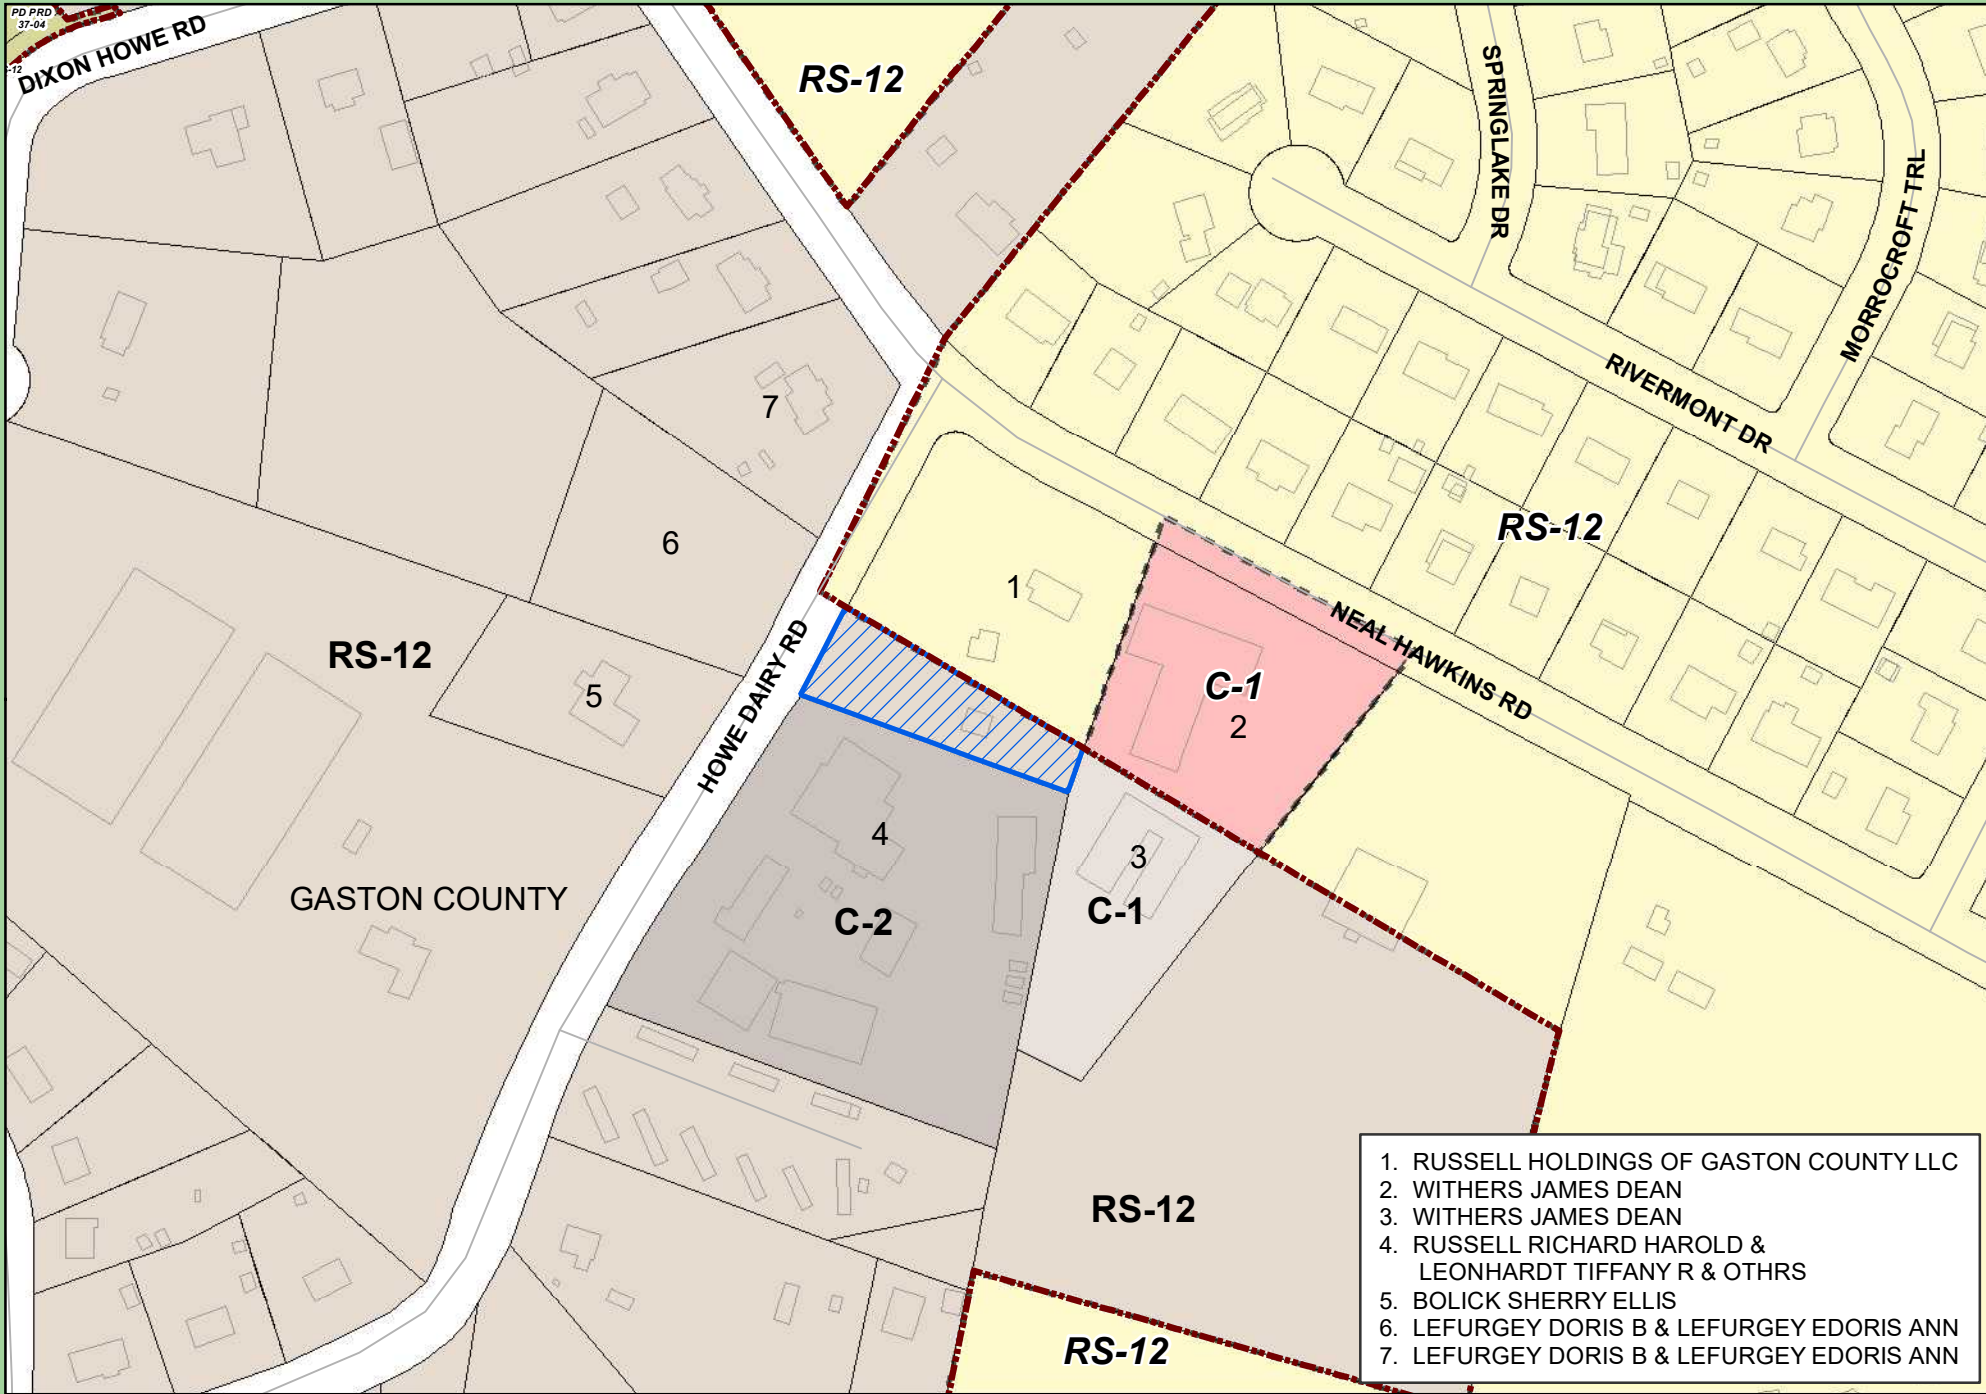 PD PRD
37-04
-12
DIXON HOWE RD
RS-12
SPRINGLAKE DR
MORROCROFT TRL
RIVERMONT DR
7
6
RS-12
1
NEAL HAWKINS RD
RS-12
5
HOWE DAIRY RD
C-1
2
4
3
GASTON COUNTY
C-2
C-1
RS-12
RS-12
1. RUSSELL HOLDINGS OF GASTON COUNTY LLC
2. WITHERS JAMES DEAN
3. WITHERS JAMES DEAN
4. RUSSELL RICHARD HAROLD &
LEONHARDT TIFFANY R & OTHRS
5. BOLICK SHERRY ELLIS
6. LEFURGEY DORIS B & LEFURGEY EDORIS ANN
7. LEFURGEY DORIS B & LEFURGEY EDORIS ANN